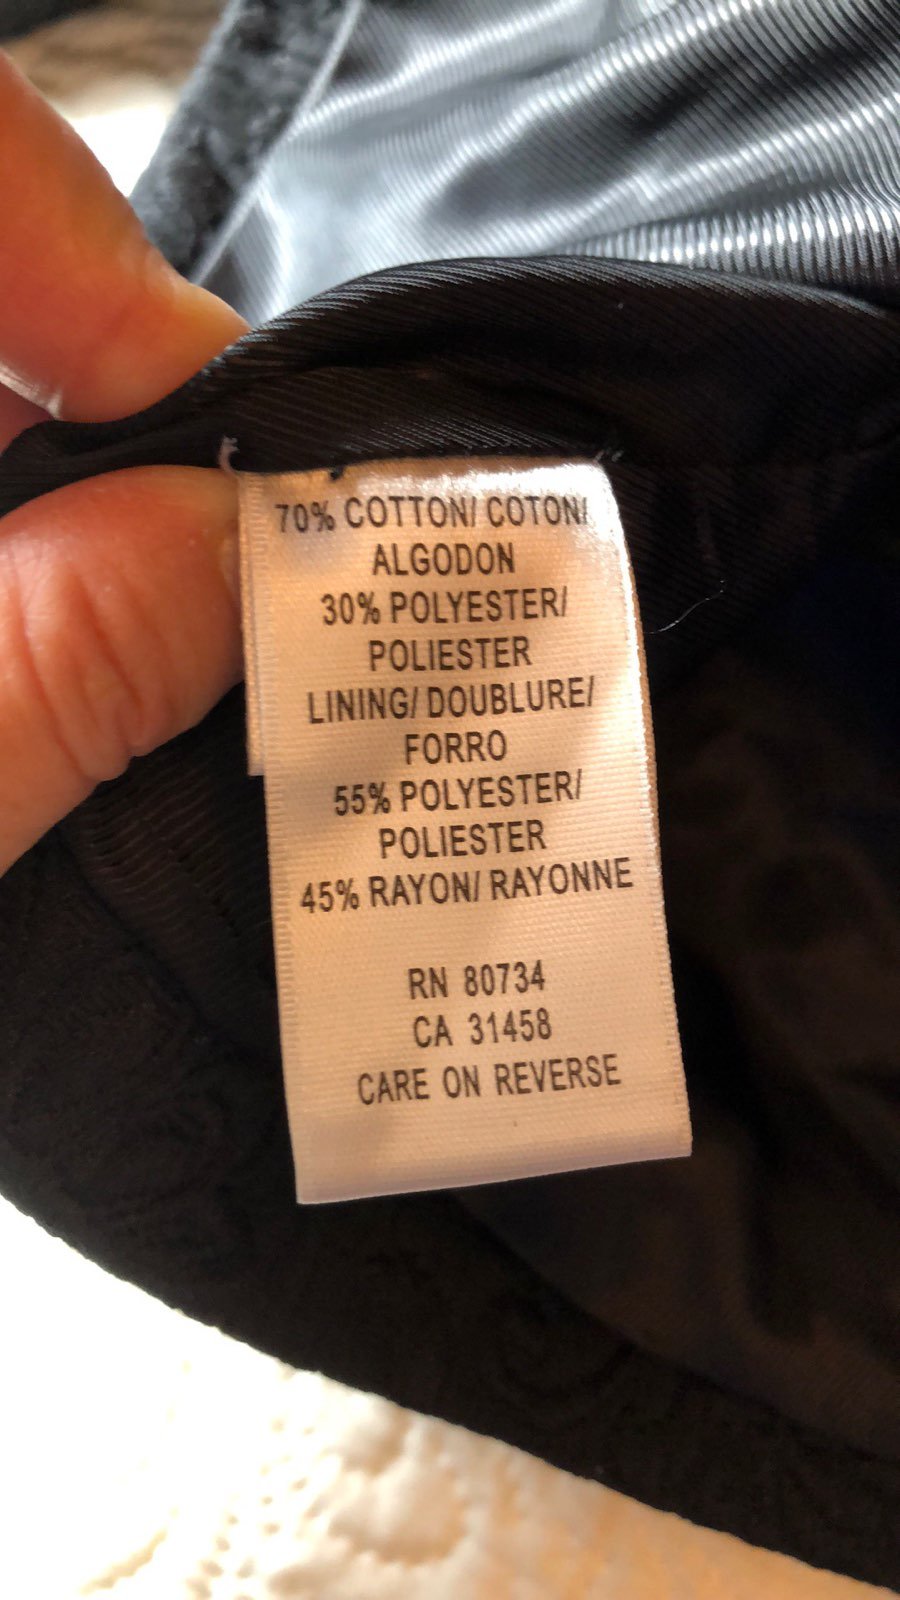 70% COTTON/ COTON/
ALGODON
30% POLYESTER/
POLIESTER
LINING/ DOUBLURE/
FORRO
55% POLYESTER/
POLIESTER
45% RAYON/ RAYONNE
RN 80734
CA 31458
CARE ON REVERSE